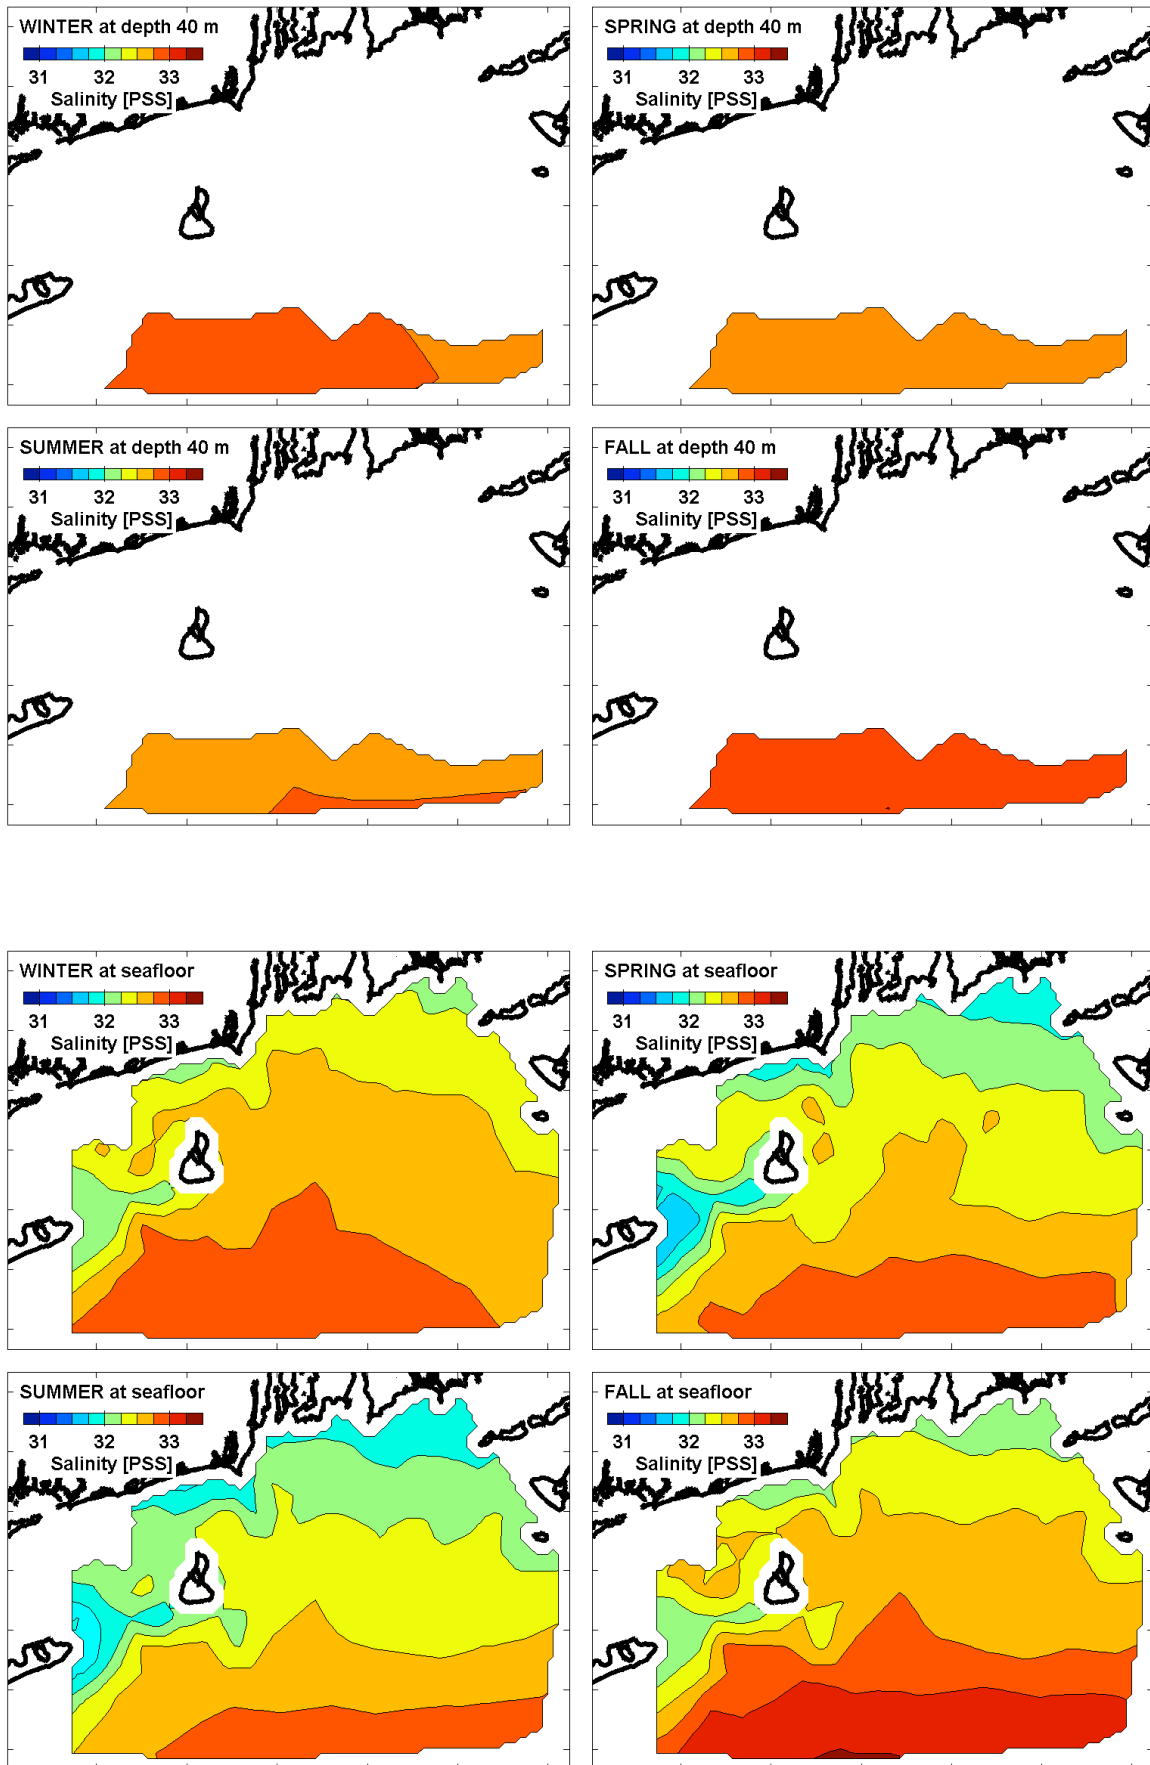 WINTER at depth 40 m
31 32 33
Salinity [PSS]
SPRING at depth 40 m
31 32 33
Salinity [PSS]
SUMMER at depth 40 m
31 32 33
Salinity [PSS]
FALL at depth 40 m
31 32 33
Salinity [PSS]
WINTER at seafloor
31 32 33
Salinity [PSS]
SPRING at seafloor
31 32 33
Salinity [PSS]
SUMMER at seafloor
31 32 33
Salinity [PSS]
FALL at seafloor
31 32 33
Salinity [PSS]